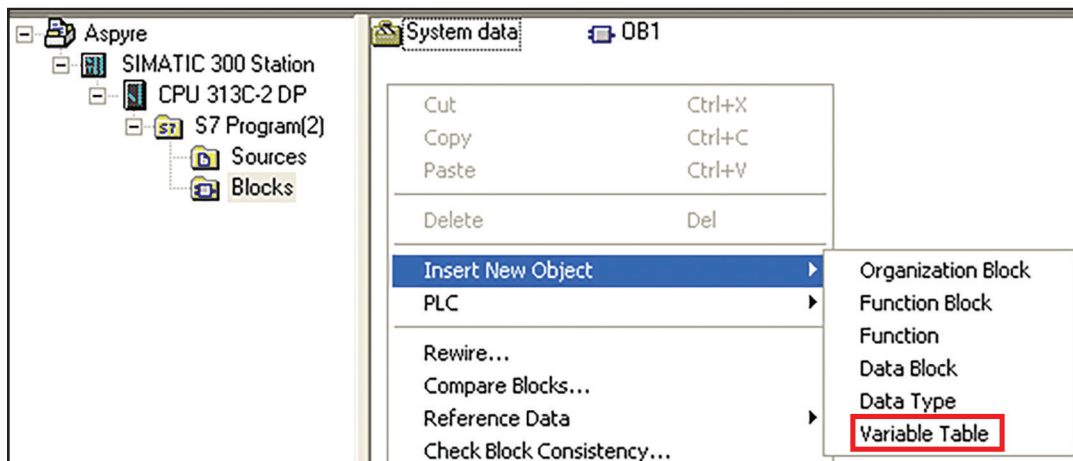 Aspyre
SIMATIC 300 Station
CPU 313C-2 DP
S7 Program(2)
Sources
Blocks
System data OB1
Cut Ctrl+X
Copy Ctrl+C
Paste Ctrl+V
Delete Del
Insert New Object
PLC
Rewire...
Compare Blocks...
Reference Data
Check Block Consistency...
Organization Block
Function Block
Function
Data Block
Data Type
Variable Table